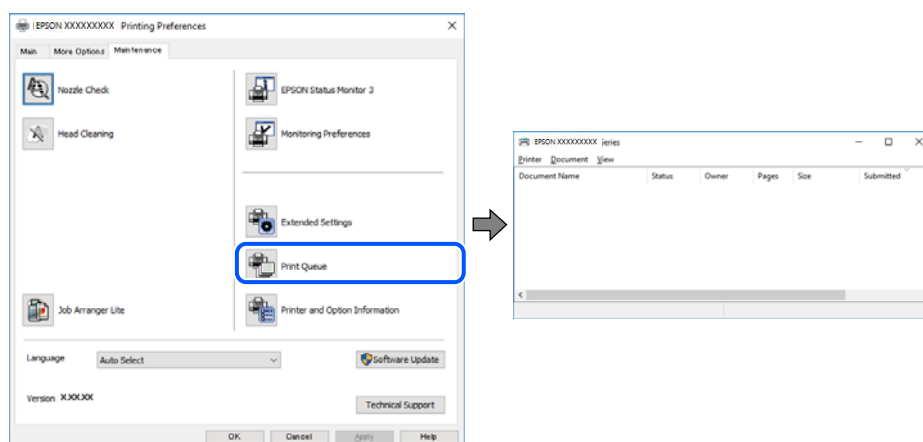 EPSON XXXXXXXXX Printing Preferences
Main More Options Maintenance
Nozzle Check
EPSON Status Monitor 3
Head Cleaning
Monitoring Preferences
Extended Settings
Print Queue
Job Arranger Lite
Printer and Option Information
Language Auto Select Software Update
Version X.XX.XX
Technical Support
OK Cancel Apply Help
EPSON XXXXXXXXX ieries
Printer Document View
Document Name Status Owner Pages Size Submitted